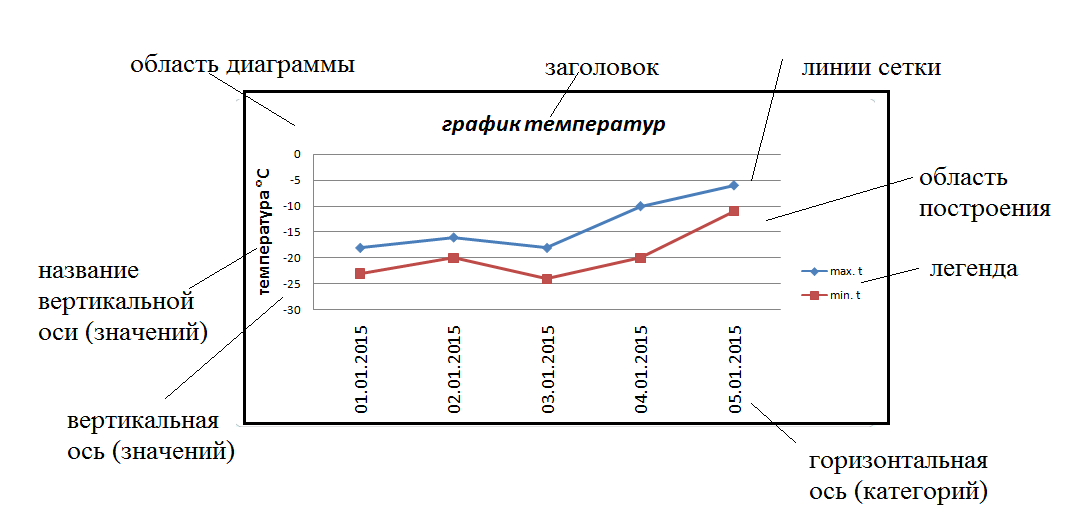 область диаграммы
заголовок
линии сетки
график температур
0
-5
-10
-15
-20
-25
-30
температура °С
область
построения
название
вертикальной
оси (значений)
max. t
min. t
легенда
01.01.2015
02.01.2015
03.01.2015
04.01.2015
05.01.2015
вертикальная
ось (значений)
горизонтальная
ось (категорий)